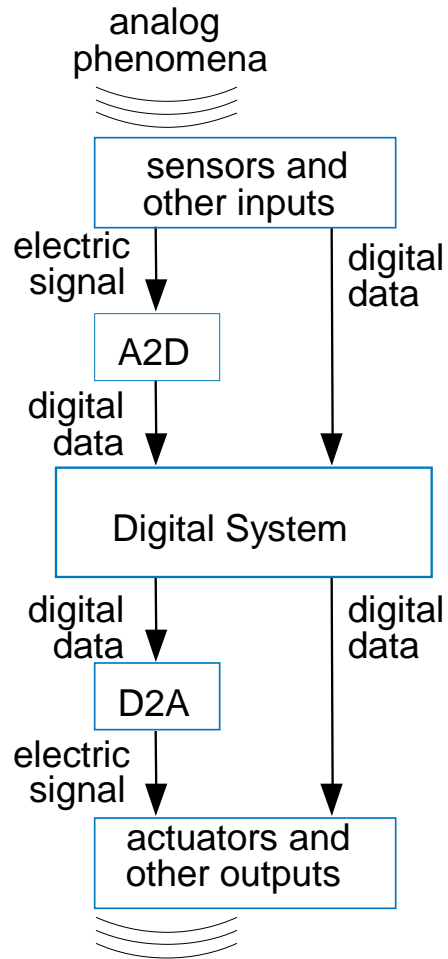 analog
phenomena
sensors and
other inputs
electric
signal
digital
data
A2D
digital
data
Digital System
digital
data
digital
data
D2A
electric
signal
actuators and
other outputs